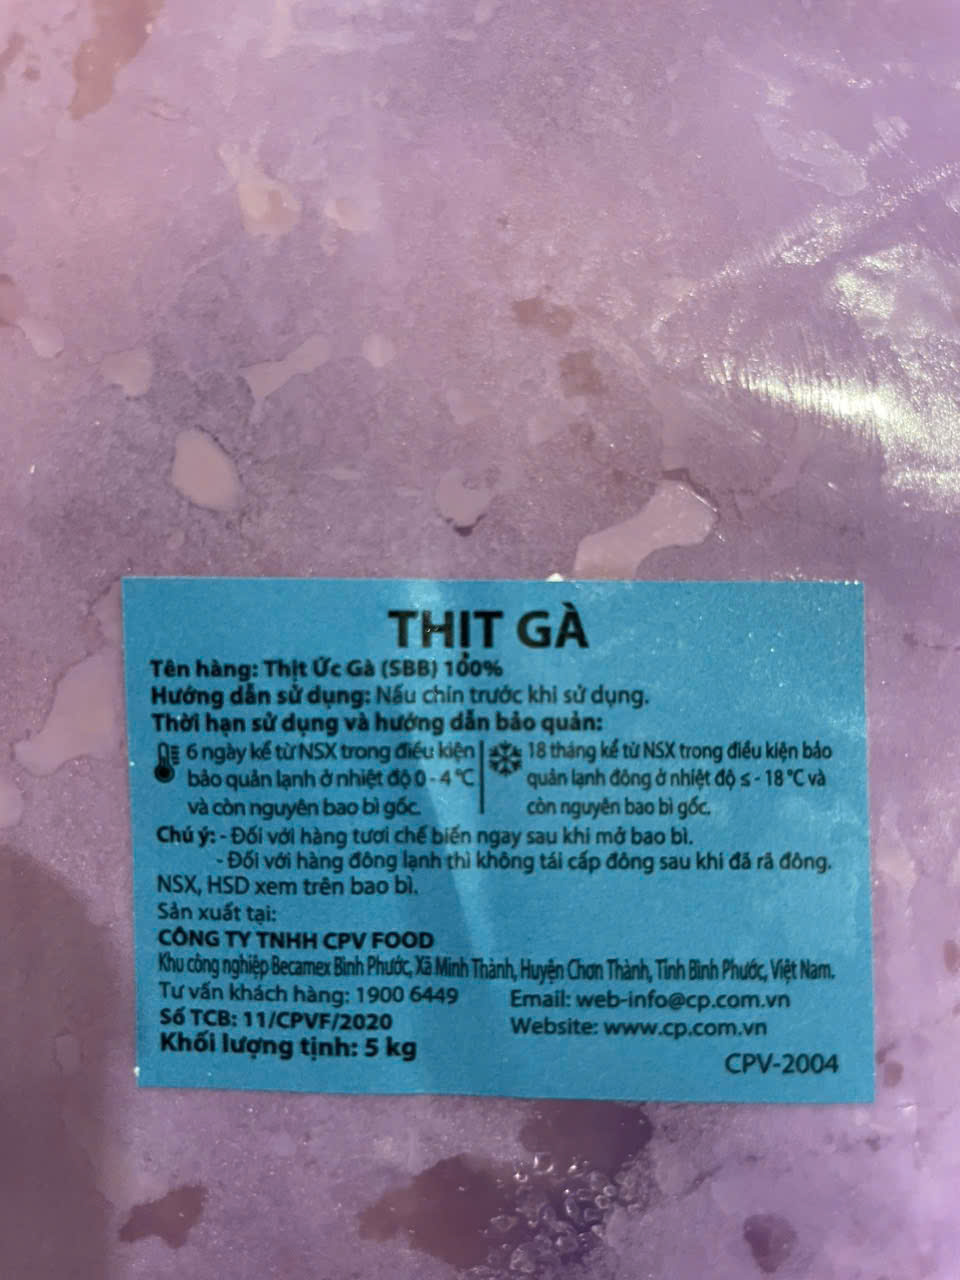 THỊT GÀ
Tên hàng: Thịt Ức Gà (SBB) 100%
Hướng dẫn sử dụng: Nấu chín trước khi sử dụng.
Thời hạn sử dụng và hướng dẫn bảo quản:
6 ngày kể từ NSX trong điều kiện
bảo quản lạnh ở nhiệt độ 0 - 4 °C
và còn nguyên bao bì gốc.
18 tháng kể từ NSX trong điều kiện bảo
quản lạnh đông ở nhiệt độ ≤ - 18 °C và
còn nguyên bao bì gốc.
Chú ý: - Đối với hàng tươi chế biến ngay sau khi mở bao bì.
- Đối với hàng đông lạnh thì không tái cấp đông sau khi đã rã đông.
NSX, HSD xem trên bao bì.
Sản xuất tại:
CÔNG TY TNHH CPV FOOD
Khu công nghiệp Becamex Bình Phước, Xã Minh Thành, Huyện Chơn Thành, Tỉnh Bình Phước, Việt Nam.
Tư vấn khách hàng: 1900 6449
Email: web-info@cp.com.vn
Số TCB: 11/CPVF/2020
Website: www.cp.com.vn
Khối lượng tịnh: 5 kg
CPV-2004